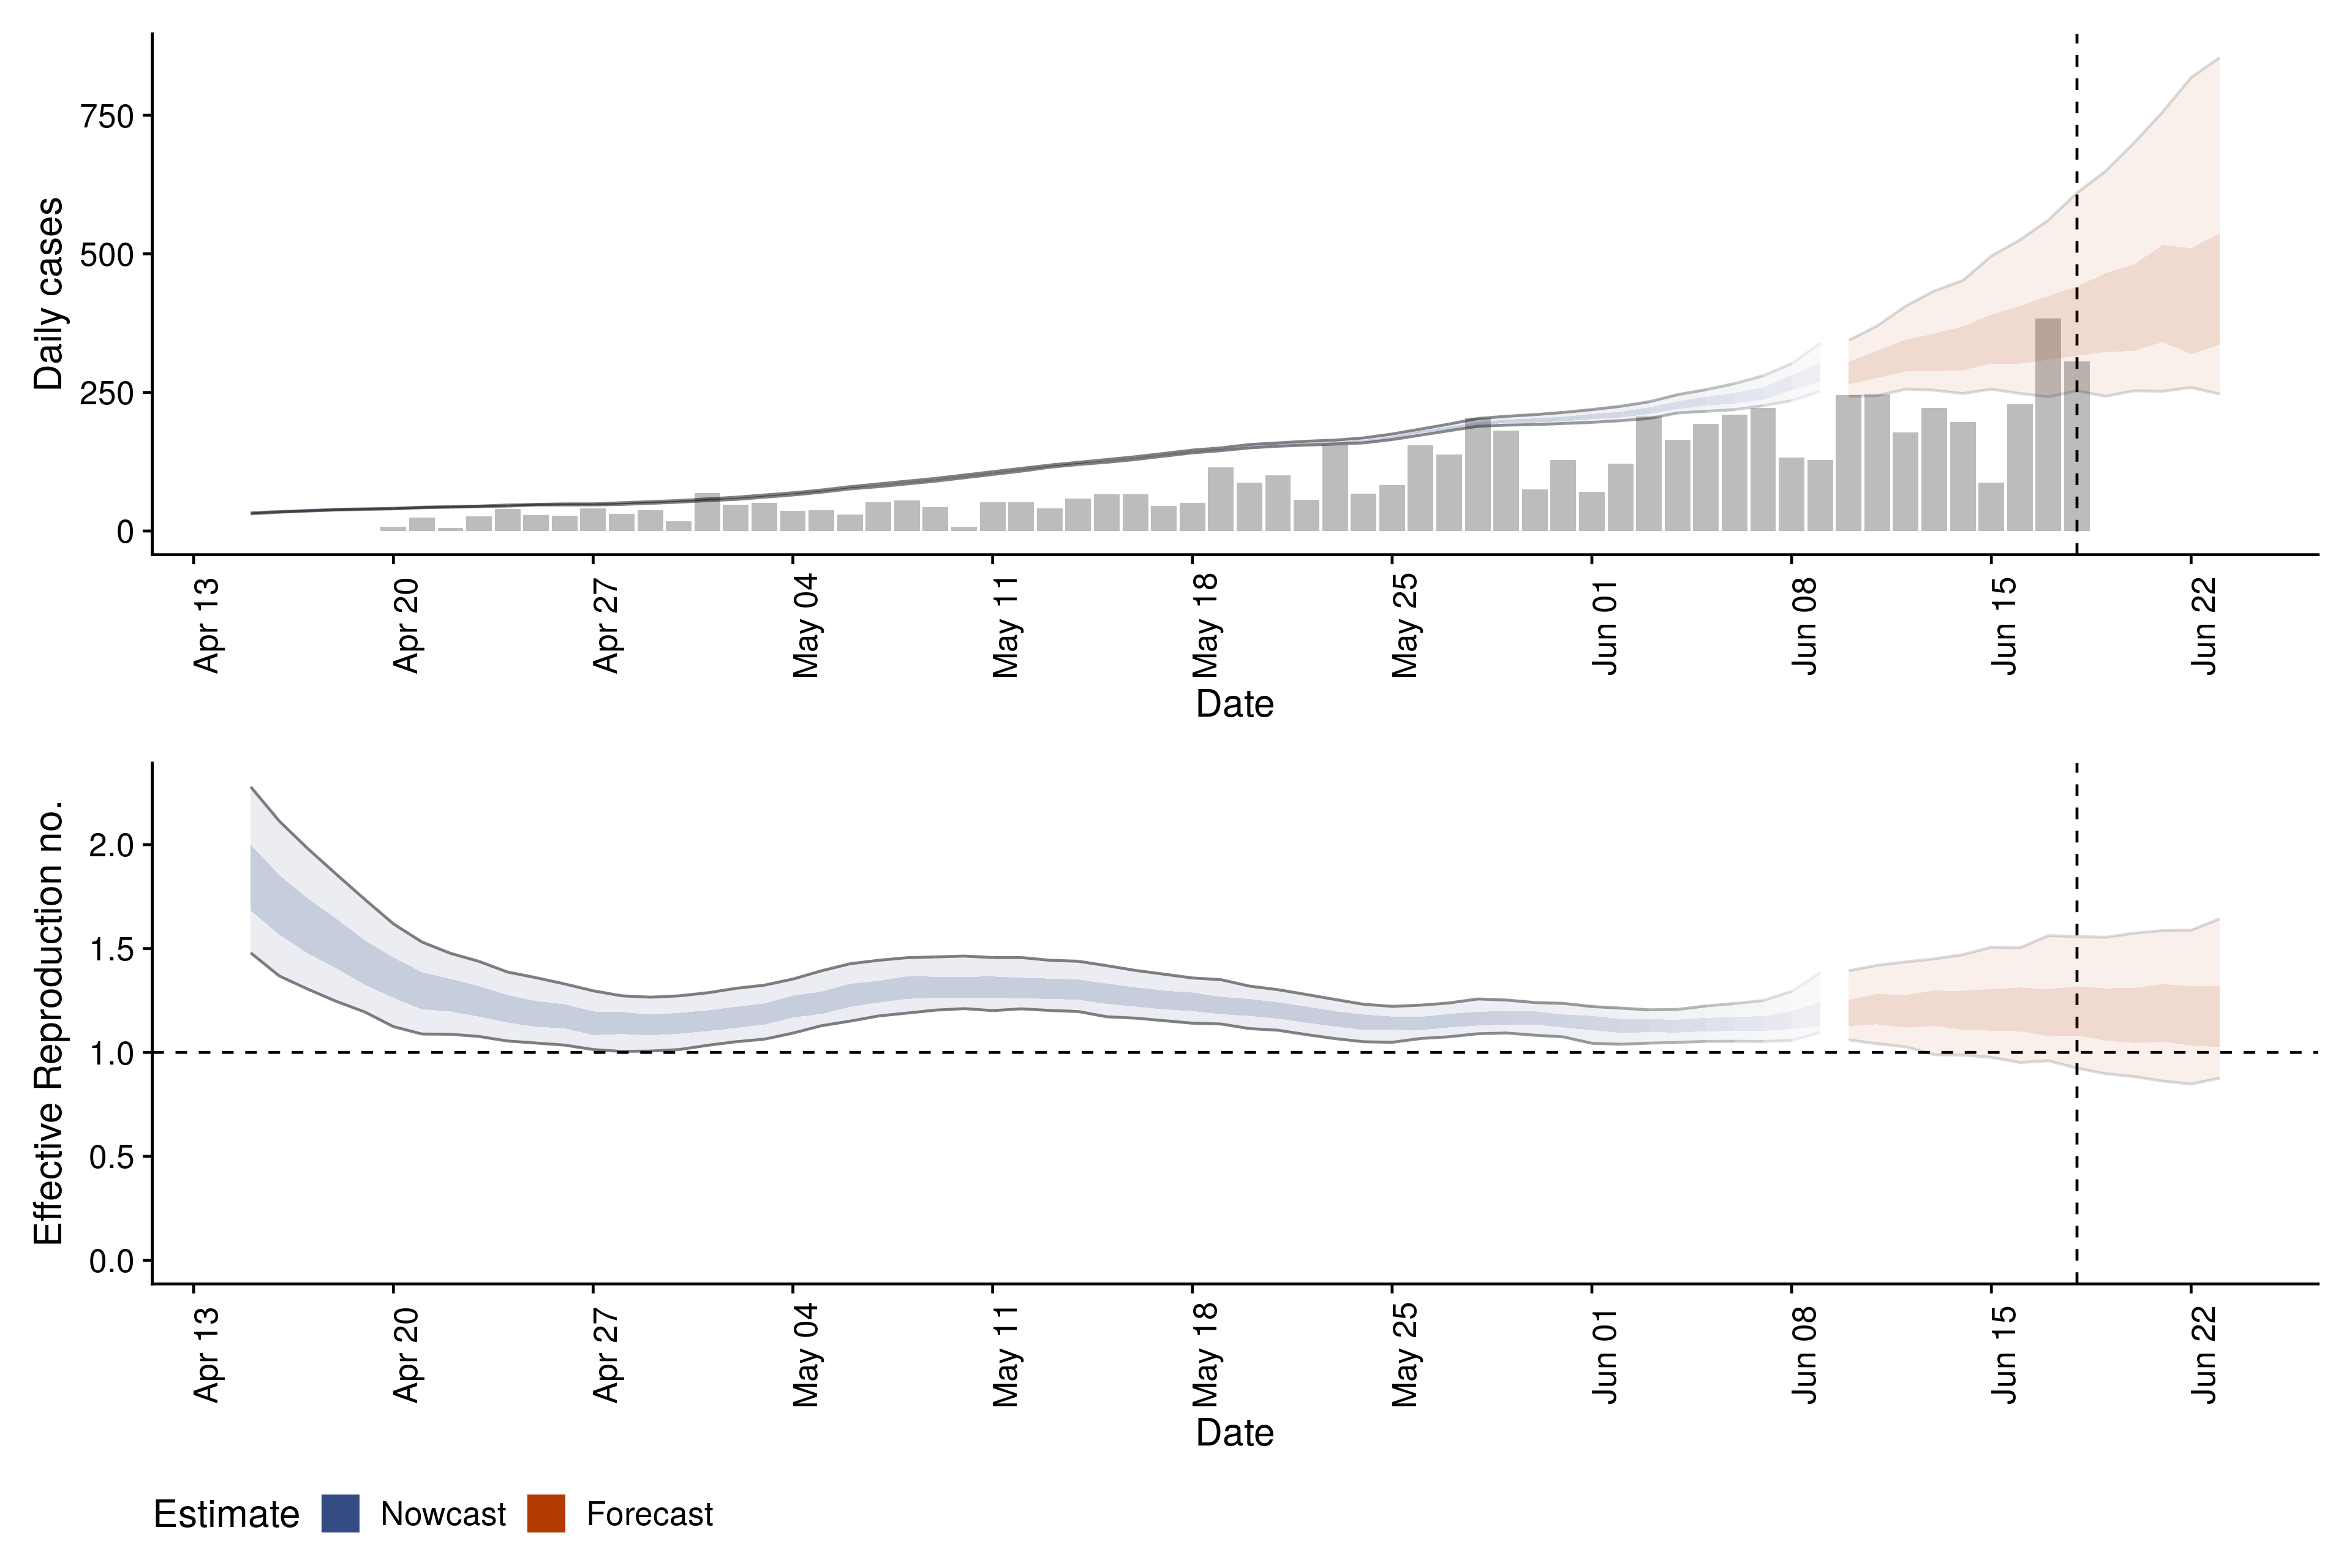 750
500
250
0
Daily cases
Apr 13
Apr 20
Apr 27
May 04
May 11
May 18
May 25
Jun 01
Jun 08
Jun 15
Jun 22
Date
2.0
1.5
1.0
0.5
0.0
Effective Reproduction no.
Apr 13
Apr 20
Apr 27
May 04
May 11
May 18
May 25
Jun 01
Jun 08
Jun 15
Jun 22
Date
Estimate Nowcast Forecast